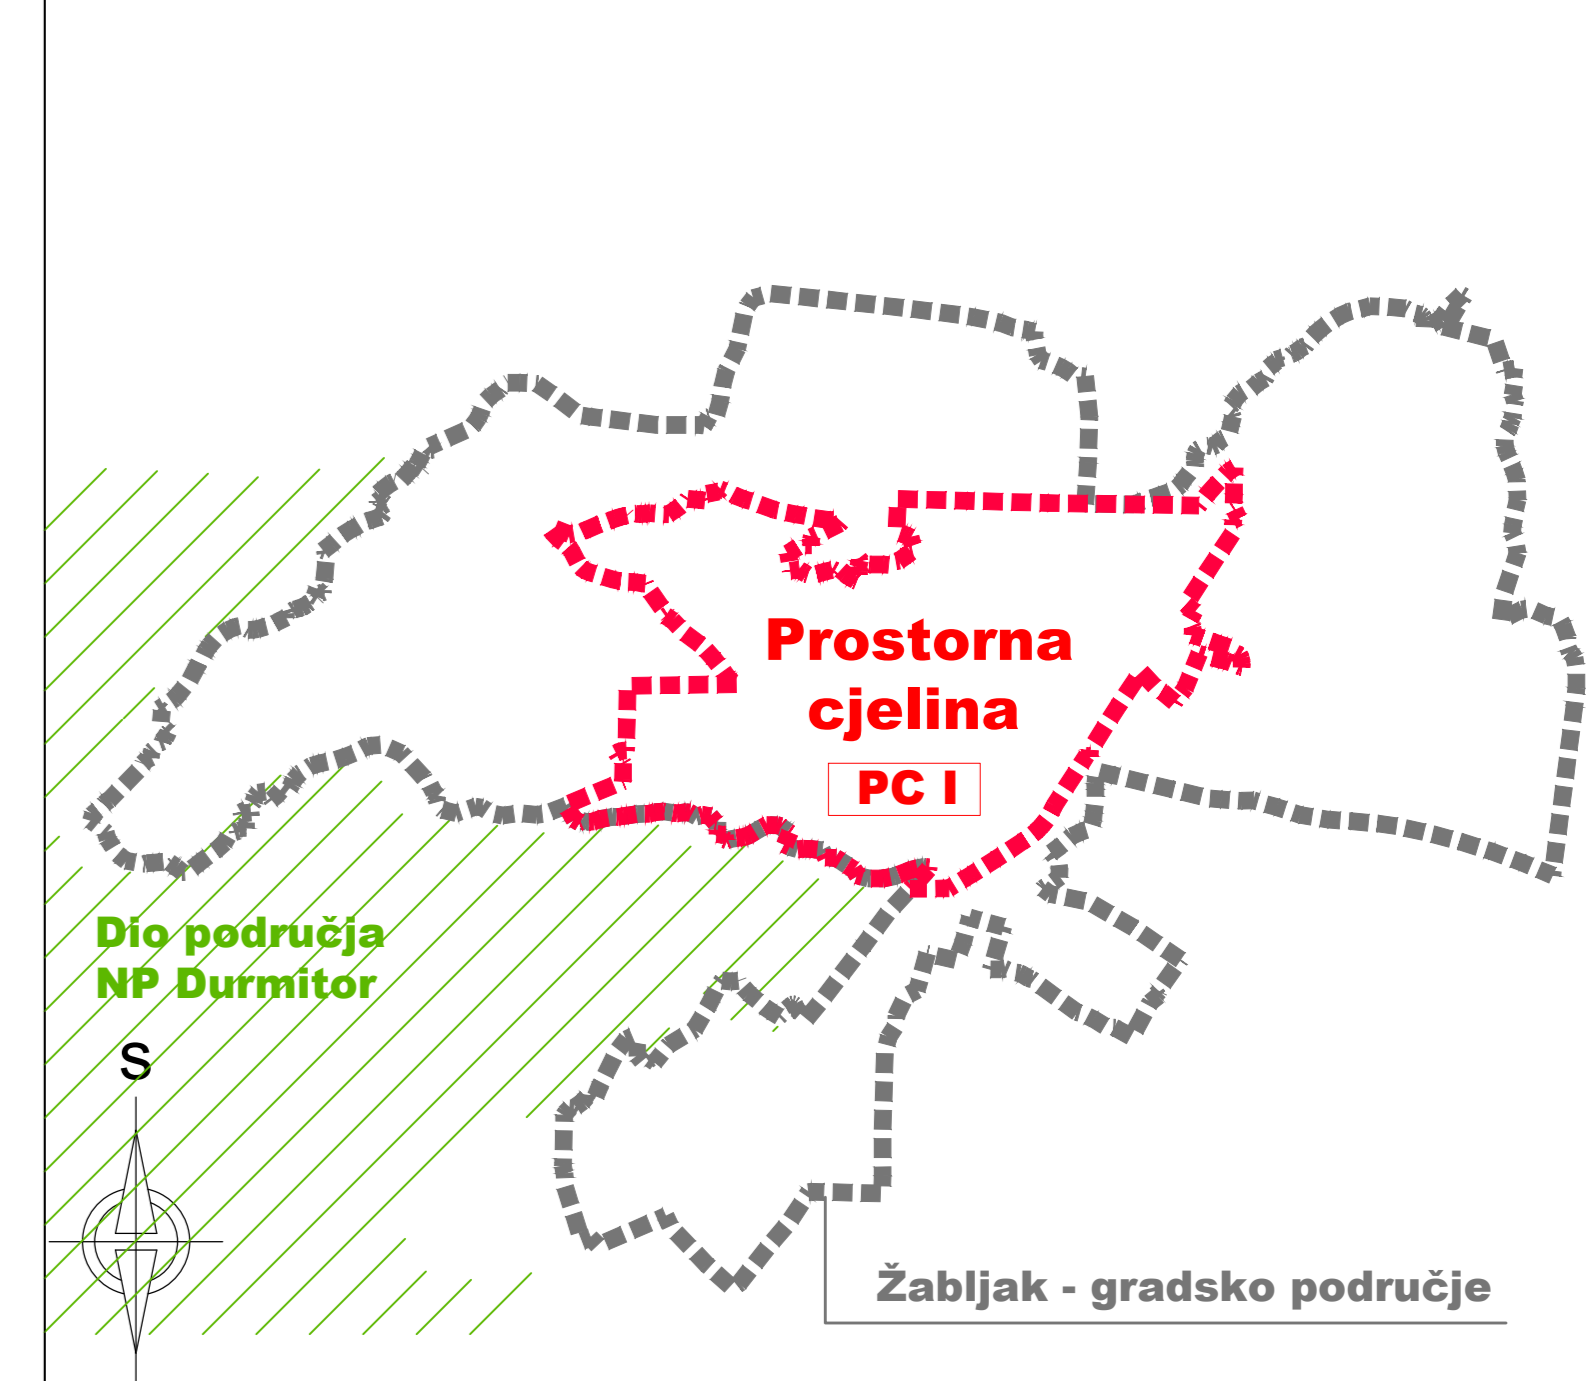 Prostorna
cjelina
PC I
Dio područja
NP Durmitor
S
Žabljak - gradsko područje